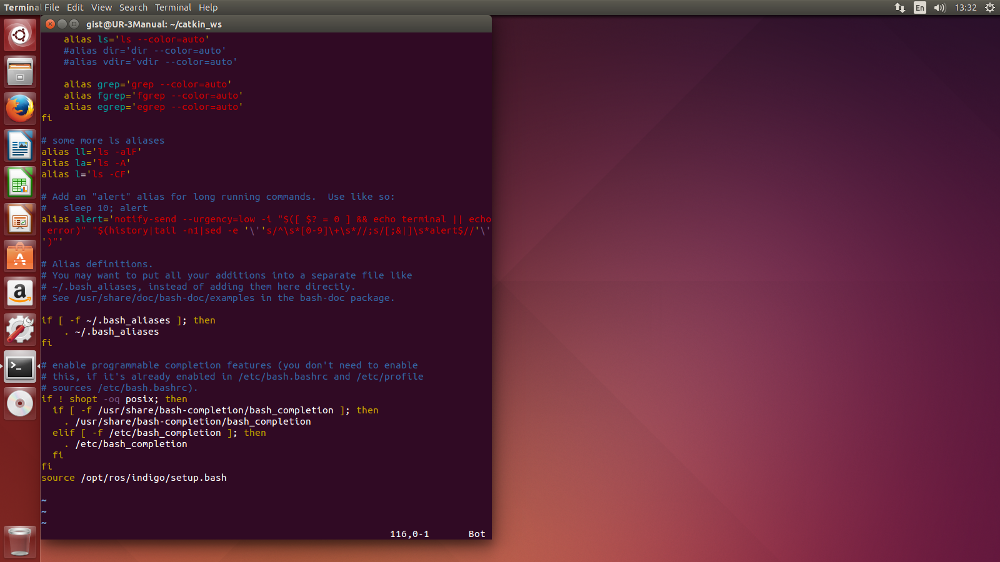 Terminal File Edit View Search Terminal Help
En 13:32
gist@UR-3Manual: ~/catkin_ws
    alias ls='ls --color=auto'
    #alias dir='dir --color=auto'
    #alias vdir='vdir --color=auto'

    alias grep='grep --color=auto'
    alias fgrep='fgrep --color=auto'
    alias egrep='egrep --color=auto'
fi

# some more ls aliases
alias ll='ls -alF'
alias la='ls -A'
alias l='ls -CF'

# Add an "alert" alias for long running commands.  Use like so:
#   sleep 10; alert
alias alert='notify-send --urgency=low -i "$([ $? = 0 ] && echo terminal || echo
 error)" "$(history|tail -n1|sed -e '\''s/^\s*[0-9]\+\s*//;s/[;&|]\s*alert$//'\'
')"'

# Alias definitions.
# You may want to put all your additions into a separate file like
# ~/.bash_aliases, instead of adding them here directly.
# See /usr/share/doc/bash-doc/examples in the bash-doc package.

if [ -f ~/.bash_aliases ]; then
    . ~/.bash_aliases
fi

# enable programmable completion features (you don't need to enable
# this, if it's already enabled in /etc/bash.bashrc and /etc/profile
# sources /etc/bash.bashrc).
if ! shopt -oq posix; then
  if [ -f /usr/share/bash-completion/bash_completion ]; then
    . /usr/share/bash-completion/bash_completion
  elif [ -f /etc/bash_completion ]; then
    . /etc/bash_completion
  fi
fi
source /opt/ros/indigo/setup.bash

~
~
~
116,0-1 Bot